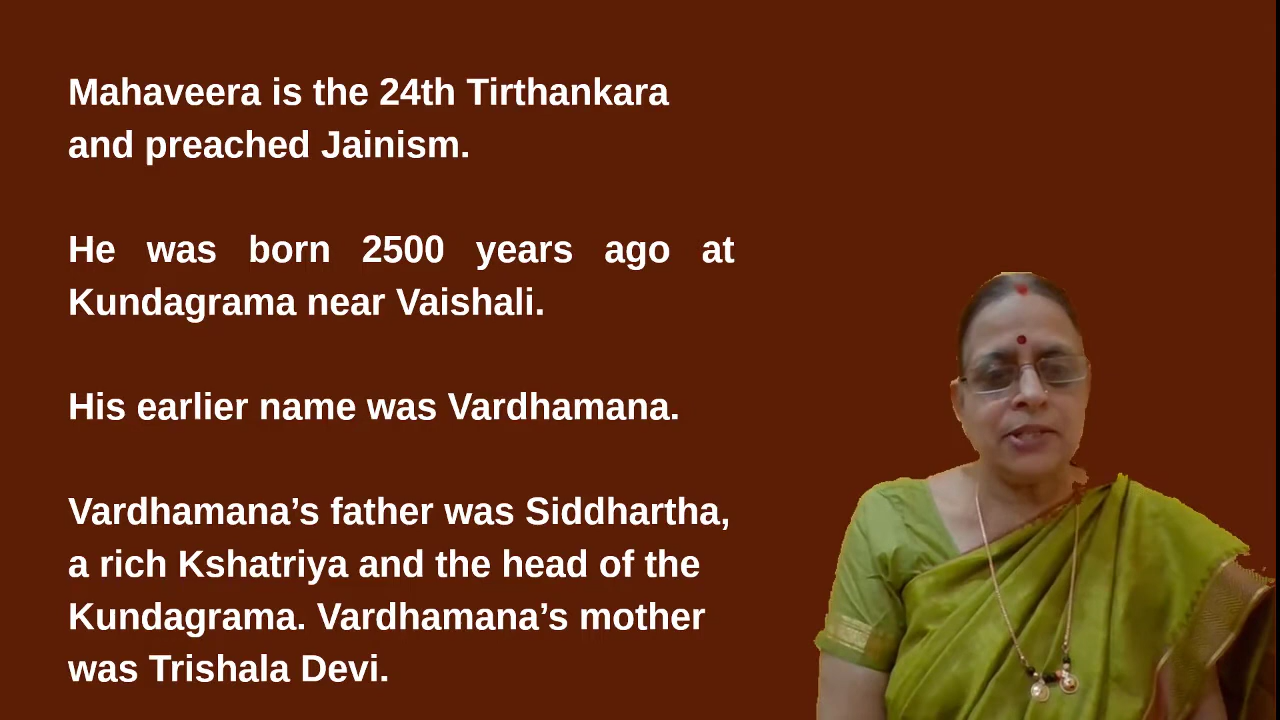 Mahaveera is the 24th Tirthankara
and preached Jainism.
He was born 2500 years ago at
Kundagrama near Vaishali.
His earlier name was Vardhamana.
Vardhamana’s father was Siddhartha,
a rich Kshatriya and the head of the
Kundagrama. Vardhamana’s mother
was Trishala Devi.